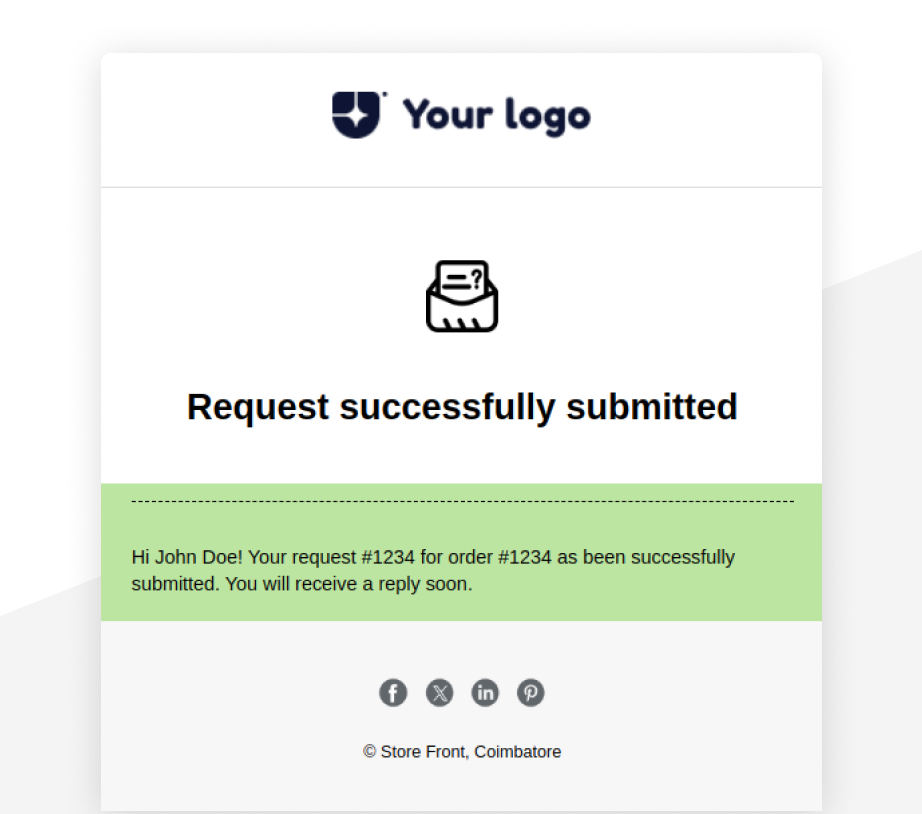 Your logo
?
Request successfully submitted
Hi John Doe! Your request #1234 for order #1234 as been successfully
submitted. You will receive a reply soon.
f X in P
© Store Front, Coimbatore